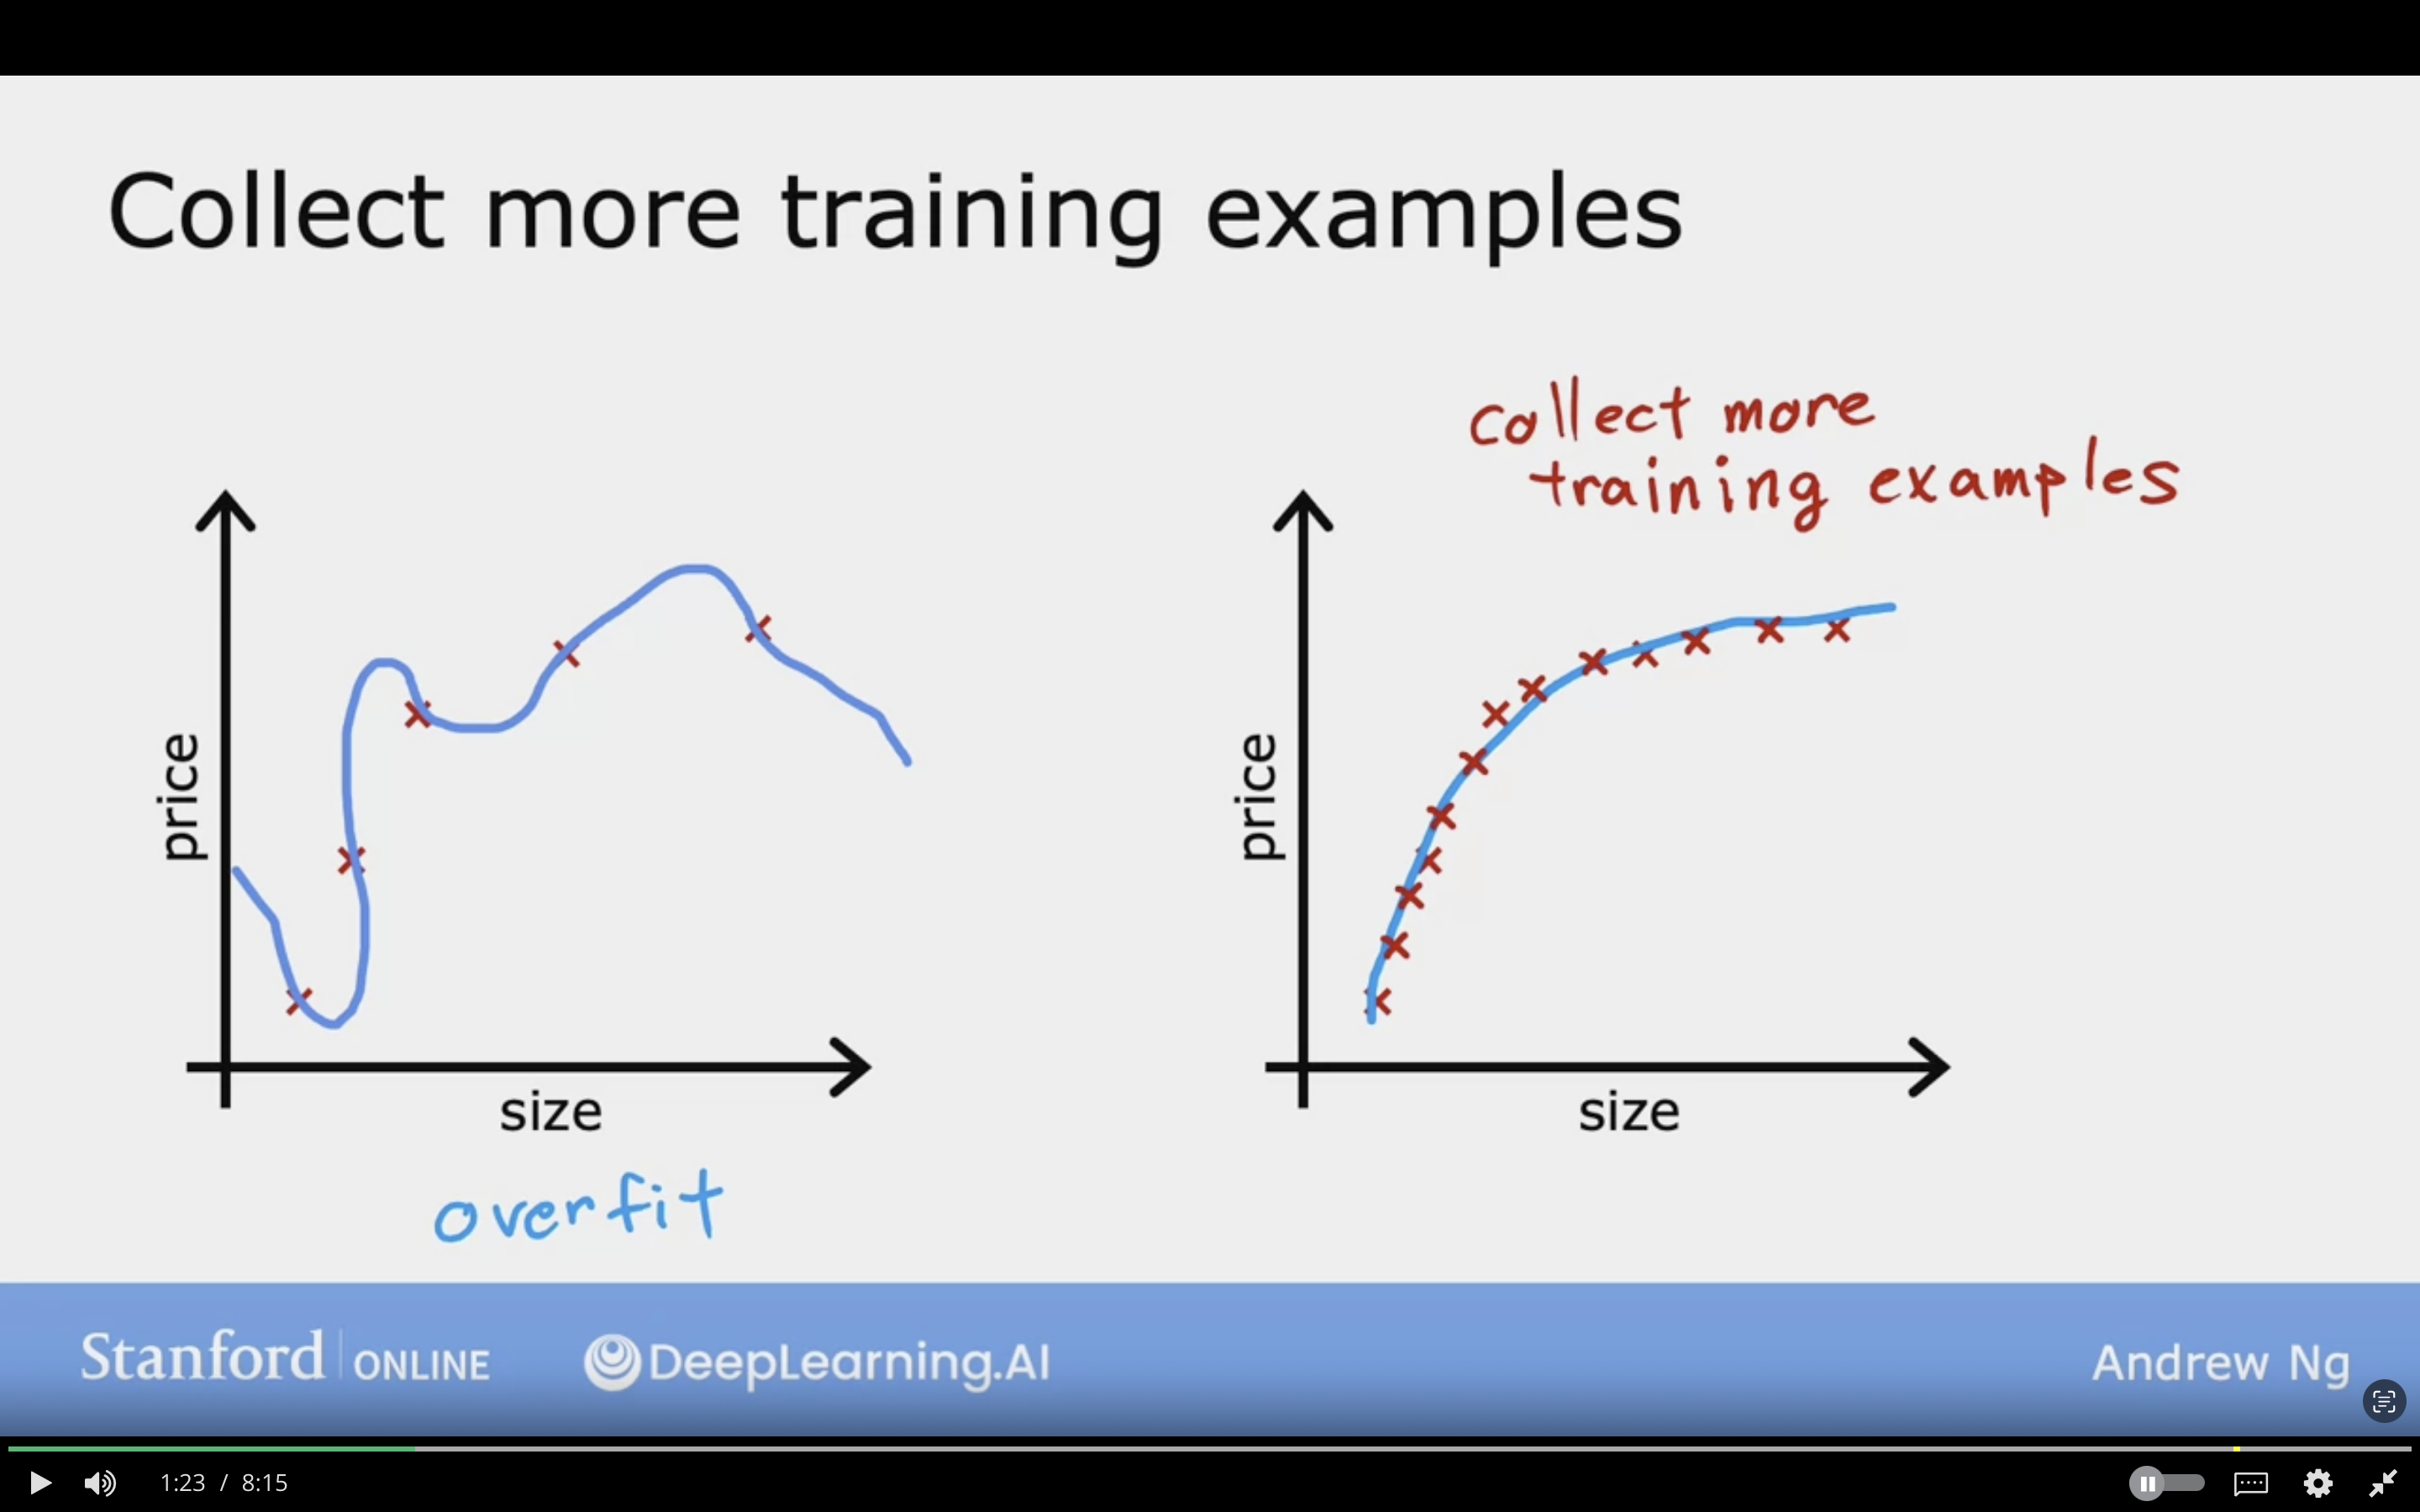 Collect more training examples
collect more
training examples
price
size
overfit
price
size
Stanford ONLINE
DeepLearning.AI
Andrew Ng
1:23 / 8:15